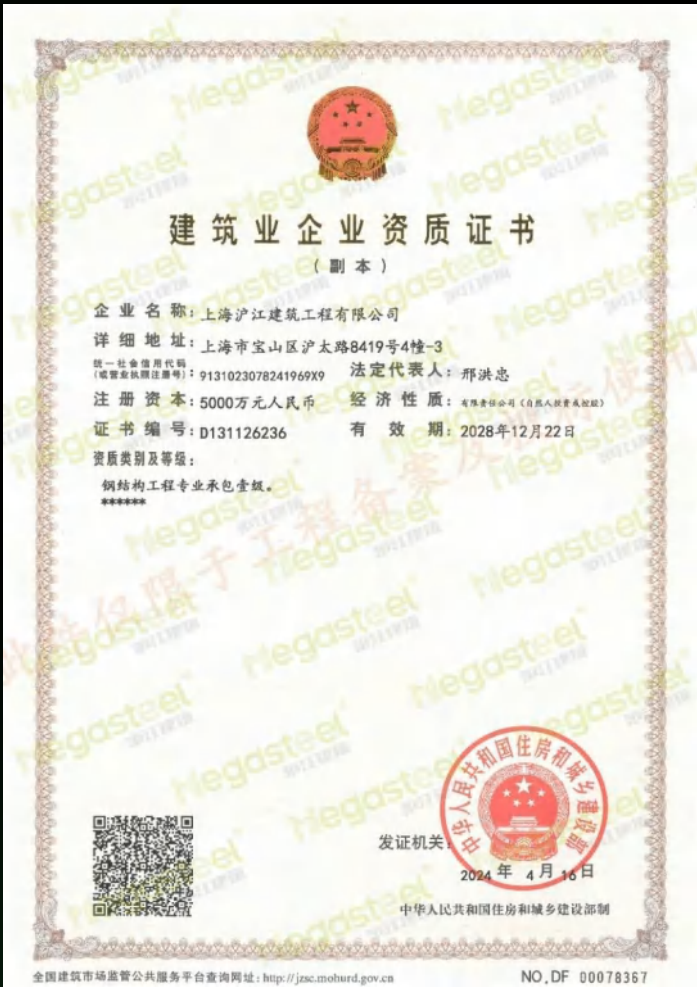 建筑业企业资质证书
（副本）
企业名称：上海沪江建筑工程有限公司
详细地址：上海市宝山区沪太路8419号4幢-3
统一社会信用代码
（或营业执照注册号）：9131023078241969X9 法定代表人：邢洪忠
注册资本：5000万元人民币 经济性质：有限责任公司（自然人投资或控股）
证书编号：D131126236 有效期：2028年12月22日
资质类别及等级：
钢结构工程专业承包壹级。
******
Megasteel
此件仅限于工程备案及
使用
中华人民共和国住房和城乡建设部
发证机关：
2024年4月16日
中华人民共和国住房和城乡建设部制
全国建筑市场监管公共服务平台查询网址：http://jzsc.mohurd.gov.cn
NO.DF 00078367